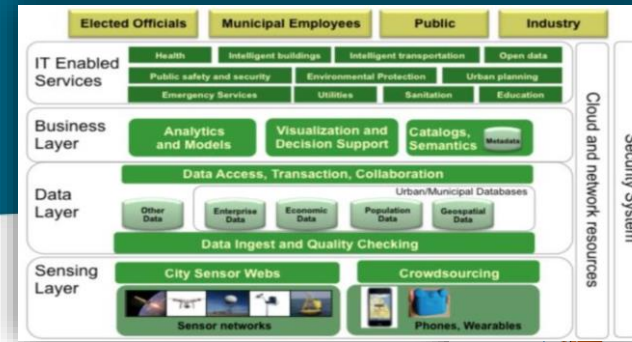 Elected Officials
Municipal Employees
Public
Industry
IT Enabled
Services
Health
Intelligent buildings
Intelligent transportation
Open data
Public safety and security
Environmental Protection
Urban planning
Emergency Services
Utilities
Sanitation
Education
Business
Layer
Analytics
and Models
Visualization and
Decision Support
Catalogs,
Semantics
Metadata
Data
Layer
Data Access, Transaction, Collaboration
Urban/Municipal Databases
Other
Data
Enterprise
Data
Economic
Data
Population
Data
Geospatial
Data
Data Ingest and Quality Checking
Sensing
Layer
City Sensor Webs
Crowdsourcing
Sensor networks
Phones, Wearables
Cloud and network resources
Security System